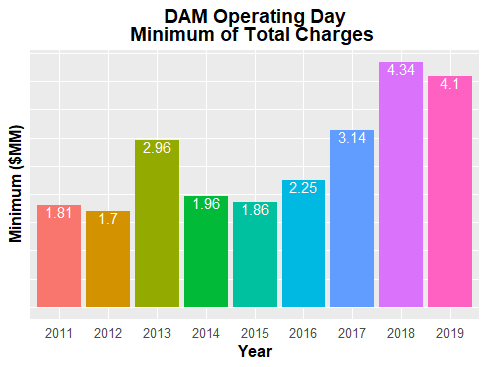 DAM Operating Day
Minimum of Total Charges
Minimum ($MM)
1.81 1.7 2.96 1.96 1.86 2.25 3.14 4.34 4.1
2011 2012 2013 2014 2015 2016 2017 2018 2019
Year